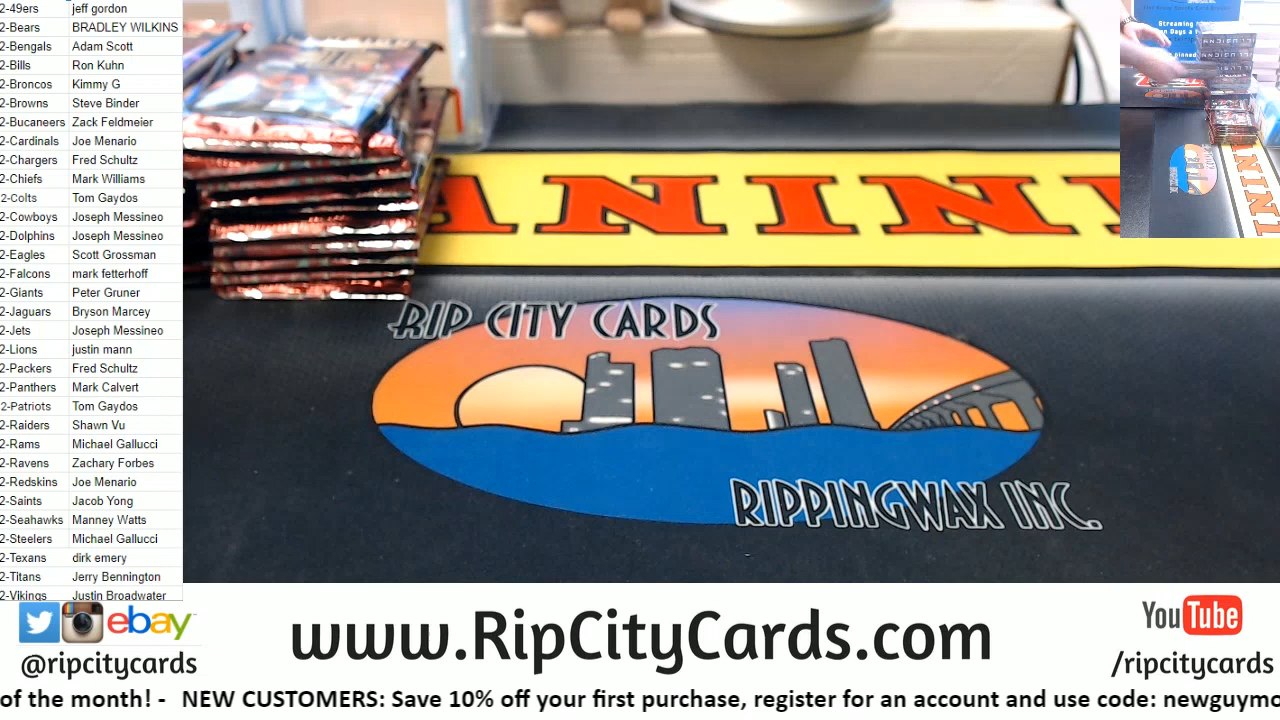 2-49ers jeff gordon
2-Bears BRADLEY WILKINS
2-Bengals Adam Scott
2-Bills Ron Kuhn
2-Broncos Kimmy G
2-Browns Steve Binder
2-Bucaneers Zack Feldmeier
2-Cardinals Joe Menario
2-Chargers Fred Schultz
2-Chiefs Mark Williams
2-Colts Tom Gaydos
2-Cowboys Joseph Messineo
2-Dolphins Joseph Messineo
2-Eagles Scott Grossman
2-Falcons mark fetterhoff
2-Giants Peter Gruner
2-Jaguars Bryson Marcey
2-Jets Joseph Messineo
2-Lions justin mann
2-Packers Fred Schultz
2-Panthers Mark Calvert
2-Patriots Tom Gaydos
2-Raiders Shawn Vu
2-Rams Michael Gallucci
2-Ravens Zachary Forbes
2-Redskins Joe Menario
2-Saints Jacob Yong
2-Seahawks Manney Watts
2-Steelers Michael Gallucci
2-Texans dirk emery
2-Titans Jerry Bennington
2-Vikings Justin Broadwater
ANINI
RIP CITY CARDS
RIPPINGWAX INC.
Streaming
ebay
@ripcitycards
www.RipCityCards.com
YouTube
/ripcitycards
of the month! - NEW CUSTOMERS: Save 10% off your first purchase, register for an account and use code: newguymo